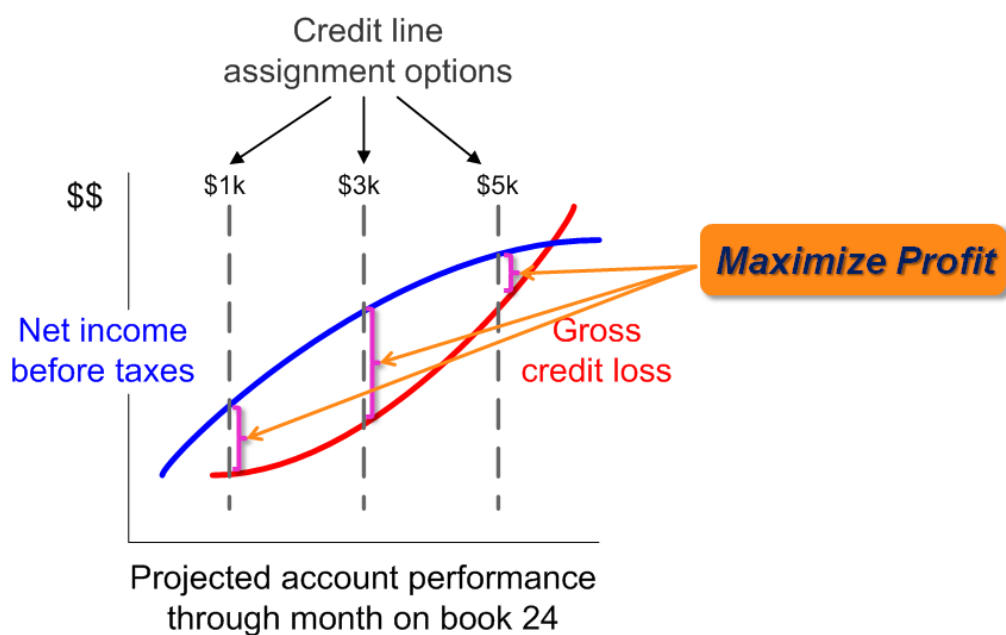 Credit line
assignment options
$$
$1k
$3k
$5k
Maximize Profit
Net income
before taxes
Gross
credit loss
Projected account performance
through month on book 24